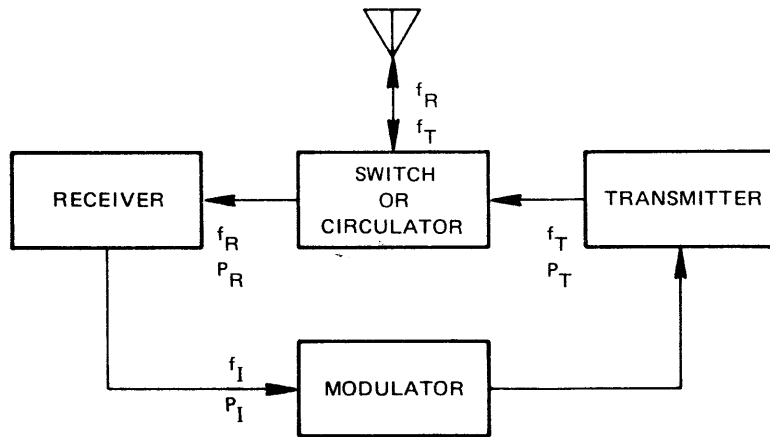 f_R
f_T
RECEIVER
SWITCH
OR
CIRCULATOR
TRANSMITTER
f_R
P_R
f_T
P_T
f_I
P_I
MODULATOR